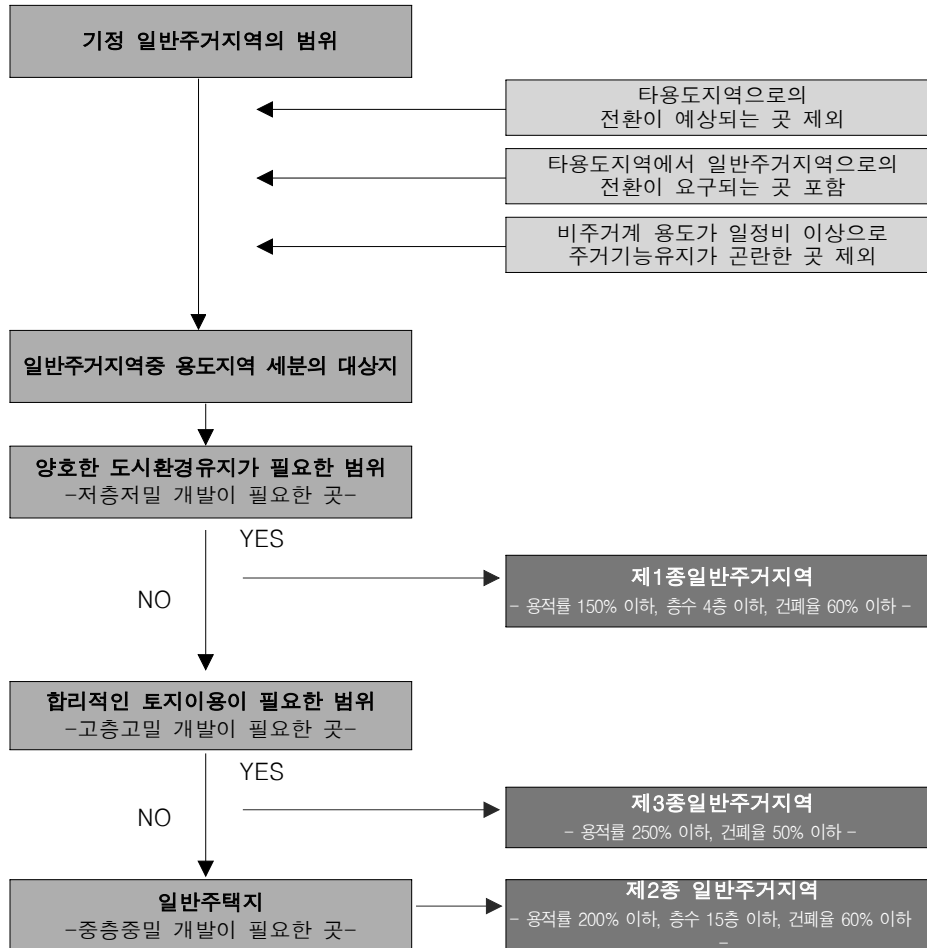 기정 일반주거지역의 범위
타용도지역으로의
전환이 예상되는 곳 제외
타용도지역에서 일반주거지역으로의
전환이 요구되는 곳 포함
비주거계 용도가 일정비 이상으로
주거기능유지가 곤란한 곳 제외
일반주거지역중 용도지역 세분의 대상지
양호한 도시환경유지가 필요한 범위
-저층저밀 개발이 필요한 곳-
YES
NO
제1종일반주거지역
- 용적률 150% 이하, 층수 4층 이하, 건폐율 60% 이하 -
합리적인 토지이용이 필요한 범위
-고층고밀 개발이 필요한 곳-
YES
NO
제3종일반주거지역
- 용적률 250% 이하, 건폐율 50% 이하 -
일반주택지
-중층중밀 개발이 필요한 곳-
제2종 일반주거지역
- 용적률 200% 이하, 층수 15층 이하, 건폐율 60% 이하
-